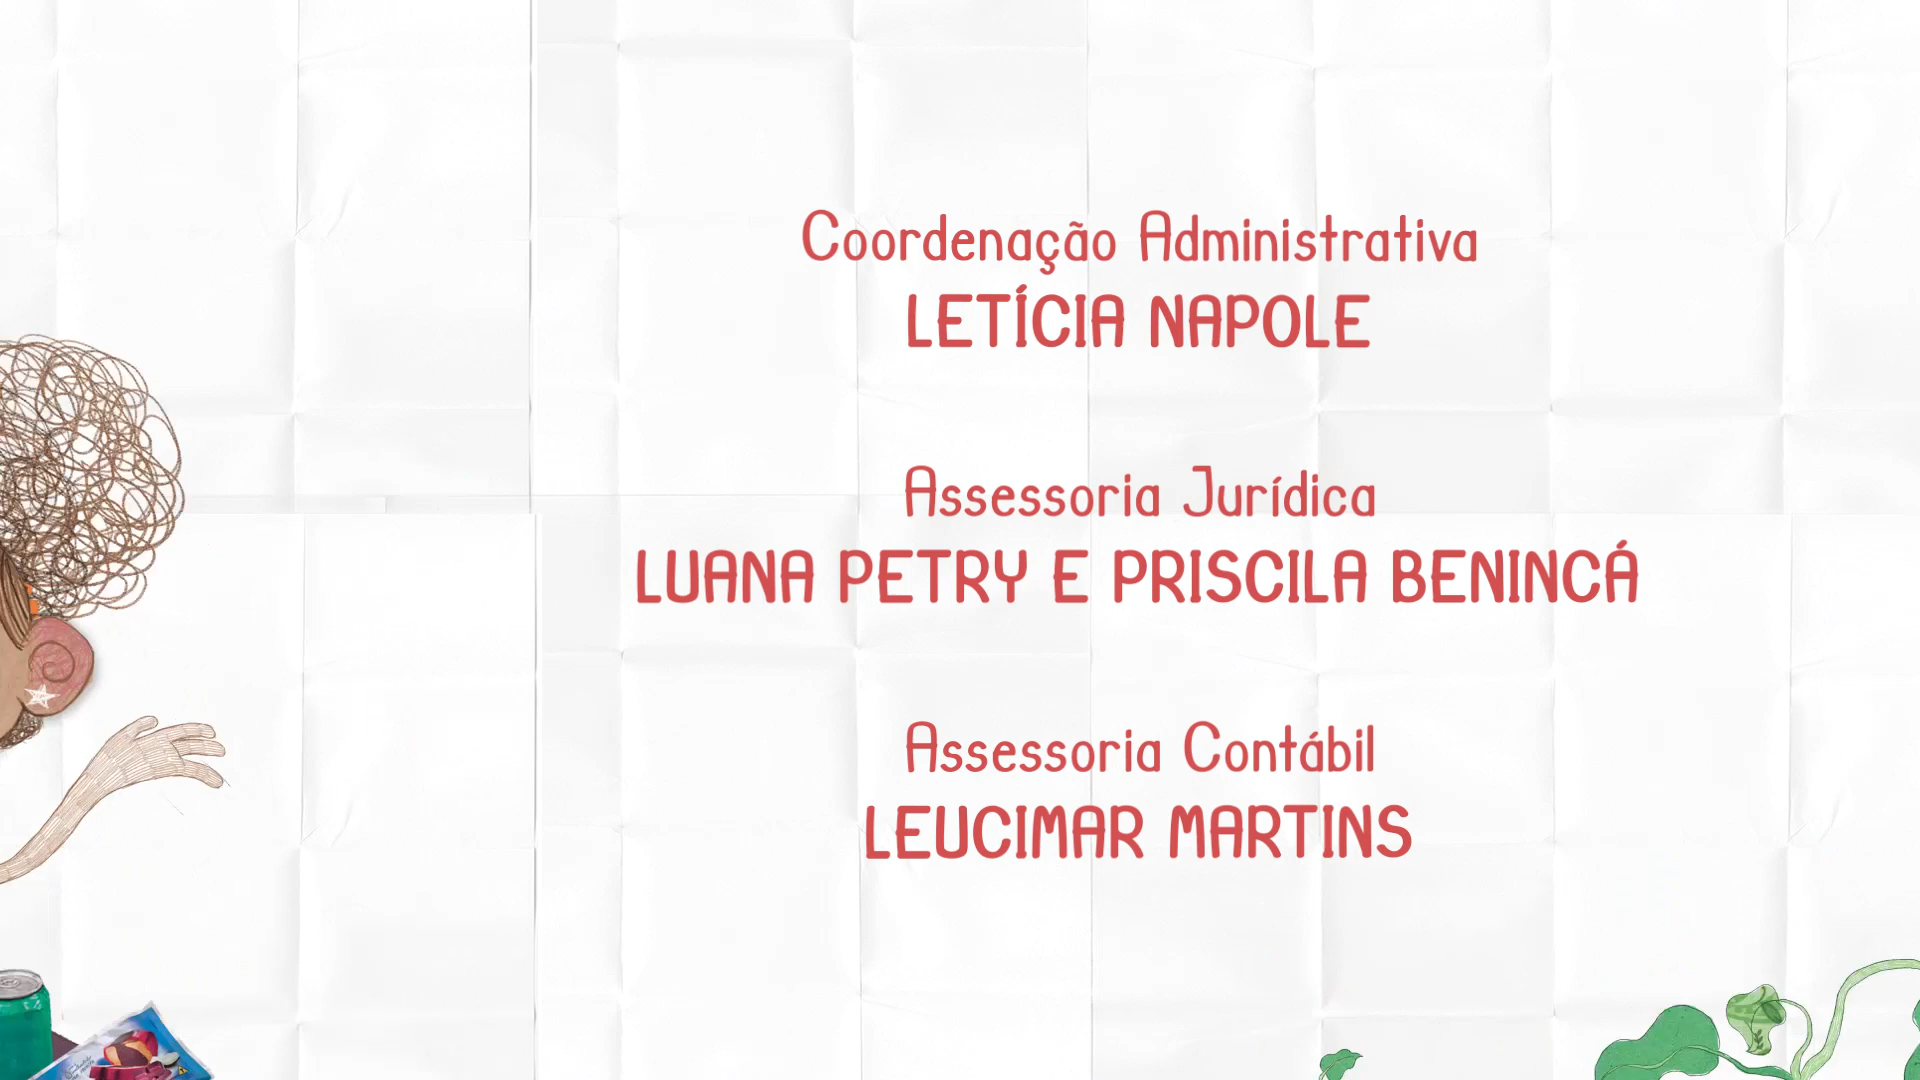 Coordenação Administrativa
LETÍCIA NAPOLE
Assessoria Jurídica
LUANA PETRY E PRISCILA BENINCÁ
Assessoria Contábil
LEUCIMAR MARTINS